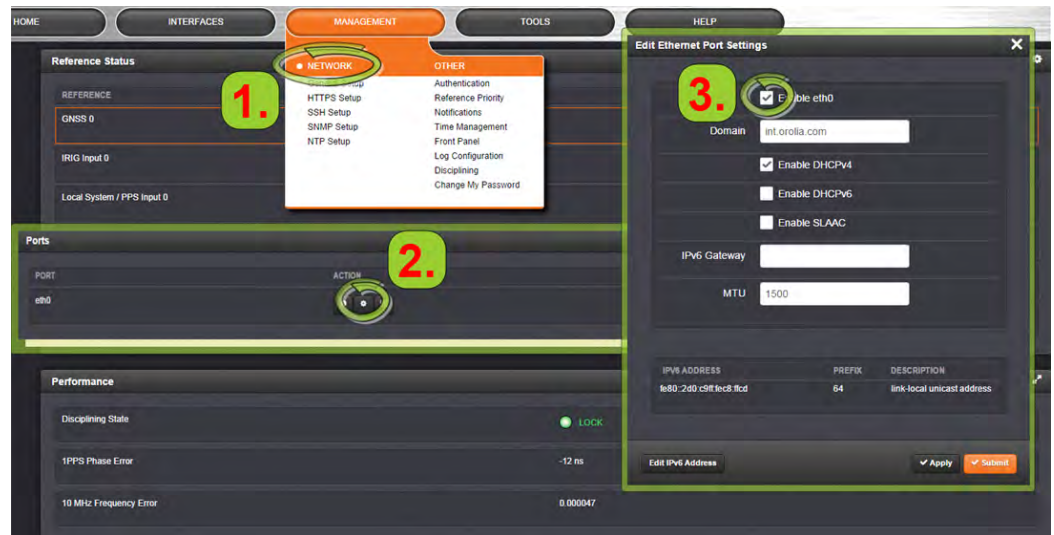 HOME INTERFACES MANAGEMENT TOOLS HELP
Reference Status
REFERENCE
GNSS 0
IRIG Input 0
Local System / PPS Input 0
1.
NETWORK
HTTPS Setup
SSH Setup
SNMP Setup
NTP Setup
OTHER
Authentication
Reference Priority
Notifications
Time Management
Front Panel
Log Configuration
Disciplining
Change My Password
Ports
PORT ACTION
eth0
2.
Performance
Disciplining State LOCK
1PPS Phase Error -12 ns
10 MHz Frequency Error 0.000047
Edit Ethernet Port Settings
3.
Enable eth0
Domain int.orolia.com
Enable DHCPv4
Enable DHCPv6
Enable SLAAC
IPv6 Gateway
MTU 1500
IPV6 ADDRESS PREFIX DESCRIPTION
fe80::2d0:c9ff:fec8:ffcd 64 link-local unicast address
Edit IPv6 Address Apply Submit